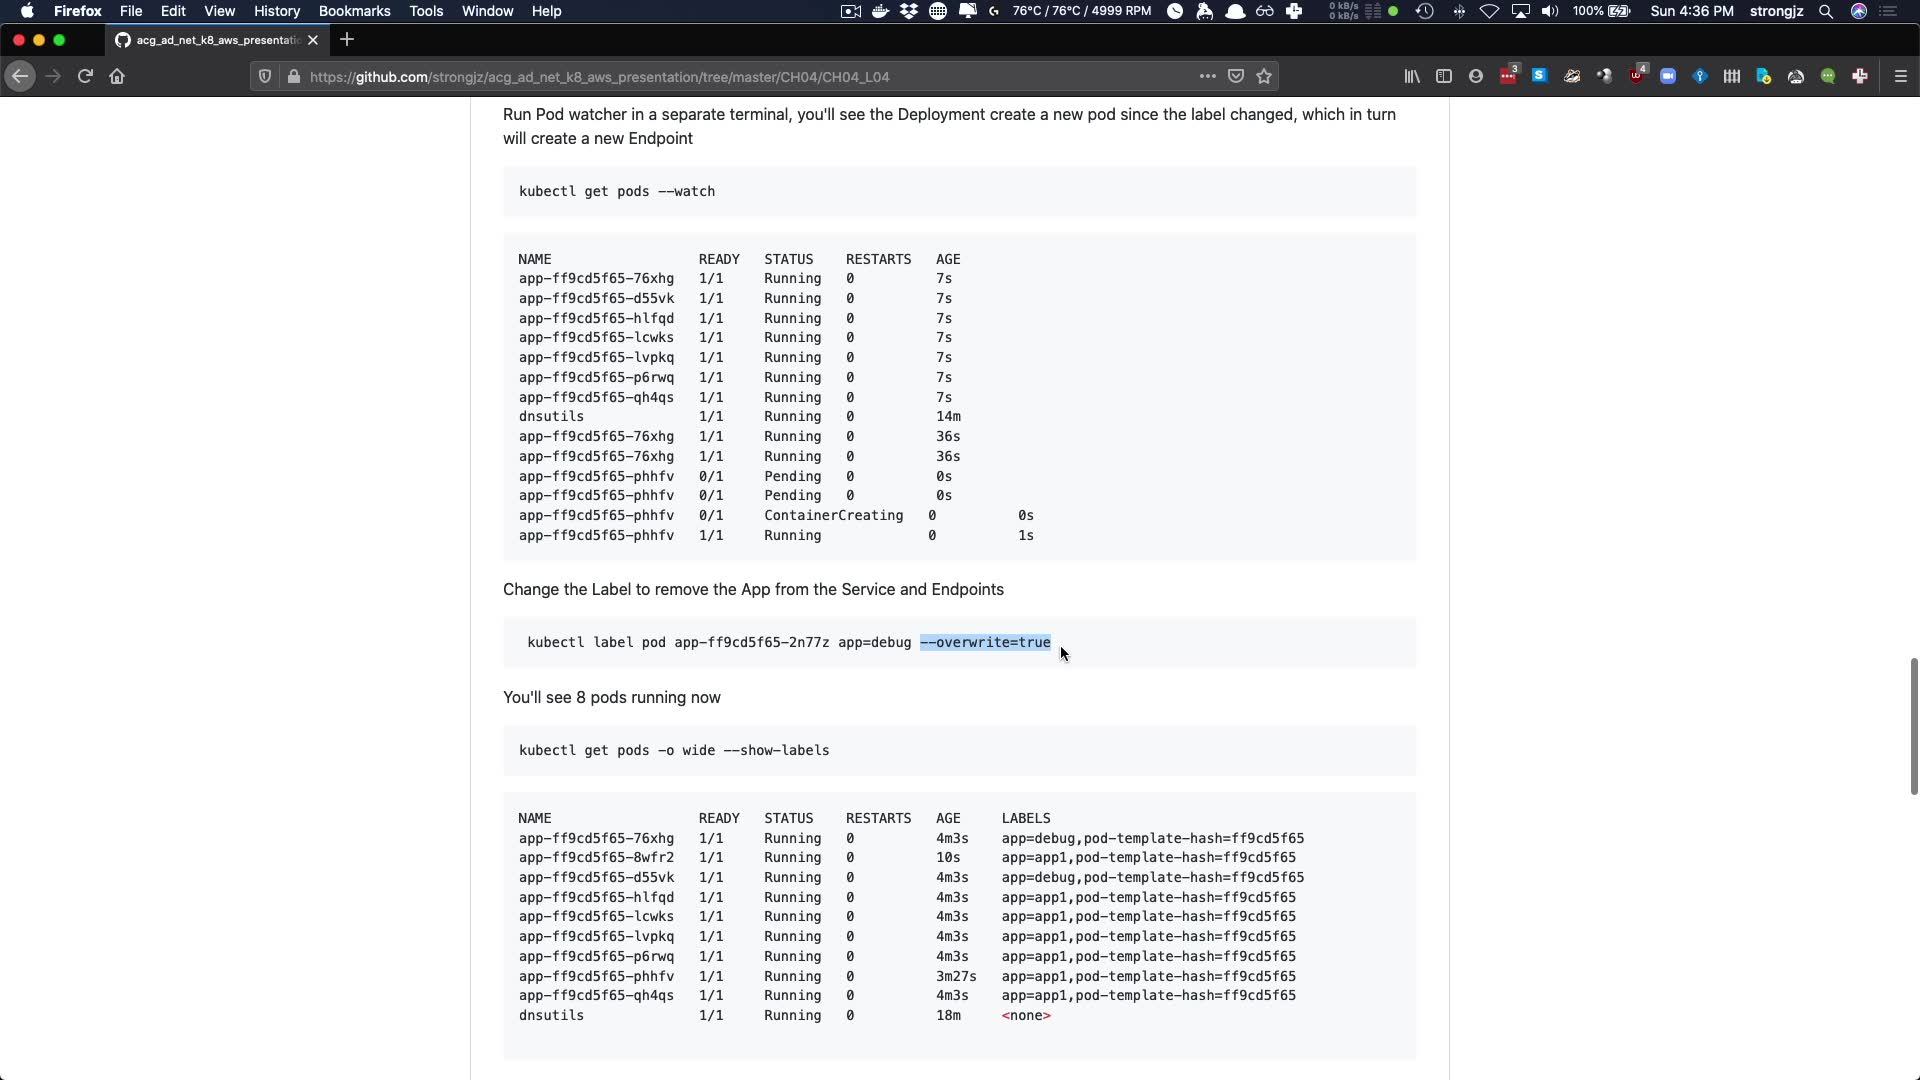 Firefox File Edit View History Bookmarks Tools Window Help 76°C / 76°C / 4999 RPM 0 kB/s 0 kB/s 100% Sun 4:36 PM strongjz
acg_ad_net_k8_aws_presentatio
https://github.com/strongjz/acg_ad_net_k8_aws_presentation/tree/master/CH04/CH04_L04 3 4
Run Pod watcher in a separate terminal, you'll see the Deployment create a new pod since the label changed, which in turn
will create a new Endpoint
kubectl get pods --watch
NAME READY STATUS RESTARTS AGE
app-ff9cd5f65-76xhg 1/1 Running 0 7s
app-ff9cd5f65-d55vk 1/1 Running 0 7s
app-ff9cd5f65-hlfqd 1/1 Running 0 7s
app-ff9cd5f65-lcwks 1/1 Running 0 7s
app-ff9cd5f65-lvpkq 1/1 Running 0 7s
app-ff9cd5f65-p6rwq 1/1 Running 0 7s
app-ff9cd5f65-qh4qs 1/1 Running 0 7s
dnsutils 1/1 Running 0 14m
app-ff9cd5f65-76xhg 1/1 Running 0 36s
app-ff9cd5f65-76xhg 1/1 Running 0 36s
app-ff9cd5f65-phhfv 0/1 Pending 0 0s
app-ff9cd5f65-phhfv 0/1 Pending 0 0s
app-ff9cd5f65-phhfv 0/1 ContainerCreating 0 0s
app-ff9cd5f65-phhfv 1/1 Running 0 1s
Change the Label to remove the App from the Service and Endpoints
kubectl label pod app-ff9cd5f65-2n77z app=debug --overwrite=true
You'll see 8 pods running now
kubectl get pods -o wide --show-labels
NAME READY STATUS RESTARTS AGE LABELS
app-ff9cd5f65-76xhg 1/1 Running 0 4m3s app=debug,pod-template-hash=ff9cd5f65
app-ff9cd5f65-8wfr2 1/1 Running 0 10s app=app1,pod-template-hash=ff9cd5f65
app-ff9cd5f65-d55vk 1/1 Running 0 4m3s app=debug,pod-template-hash=ff9cd5f65
app-ff9cd5f65-hlfqd 1/1 Running 0 4m3s app=app1,pod-template-hash=ff9cd5f65
app-ff9cd5f65-lcwks 1/1 Running 0 4m3s app=app1,pod-template-hash=ff9cd5f65
app-ff9cd5f65-lvpkq 1/1 Running 0 4m3s app=app1,pod-template-hash=ff9cd5f65
app-ff9cd5f65-p6rwq 1/1 Running 0 4m3s app=app1,pod-template-hash=ff9cd5f65
app-ff9cd5f65-phhfv 1/1 Running 0 3m27s app=app1,pod-template-hash=ff9cd5f65
app-ff9cd5f65-qh4qs 1/1 Running 0 4m3s app=app1,pod-template-hash=ff9cd5f65
dnsutils 1/1 Running 0 18m <none>